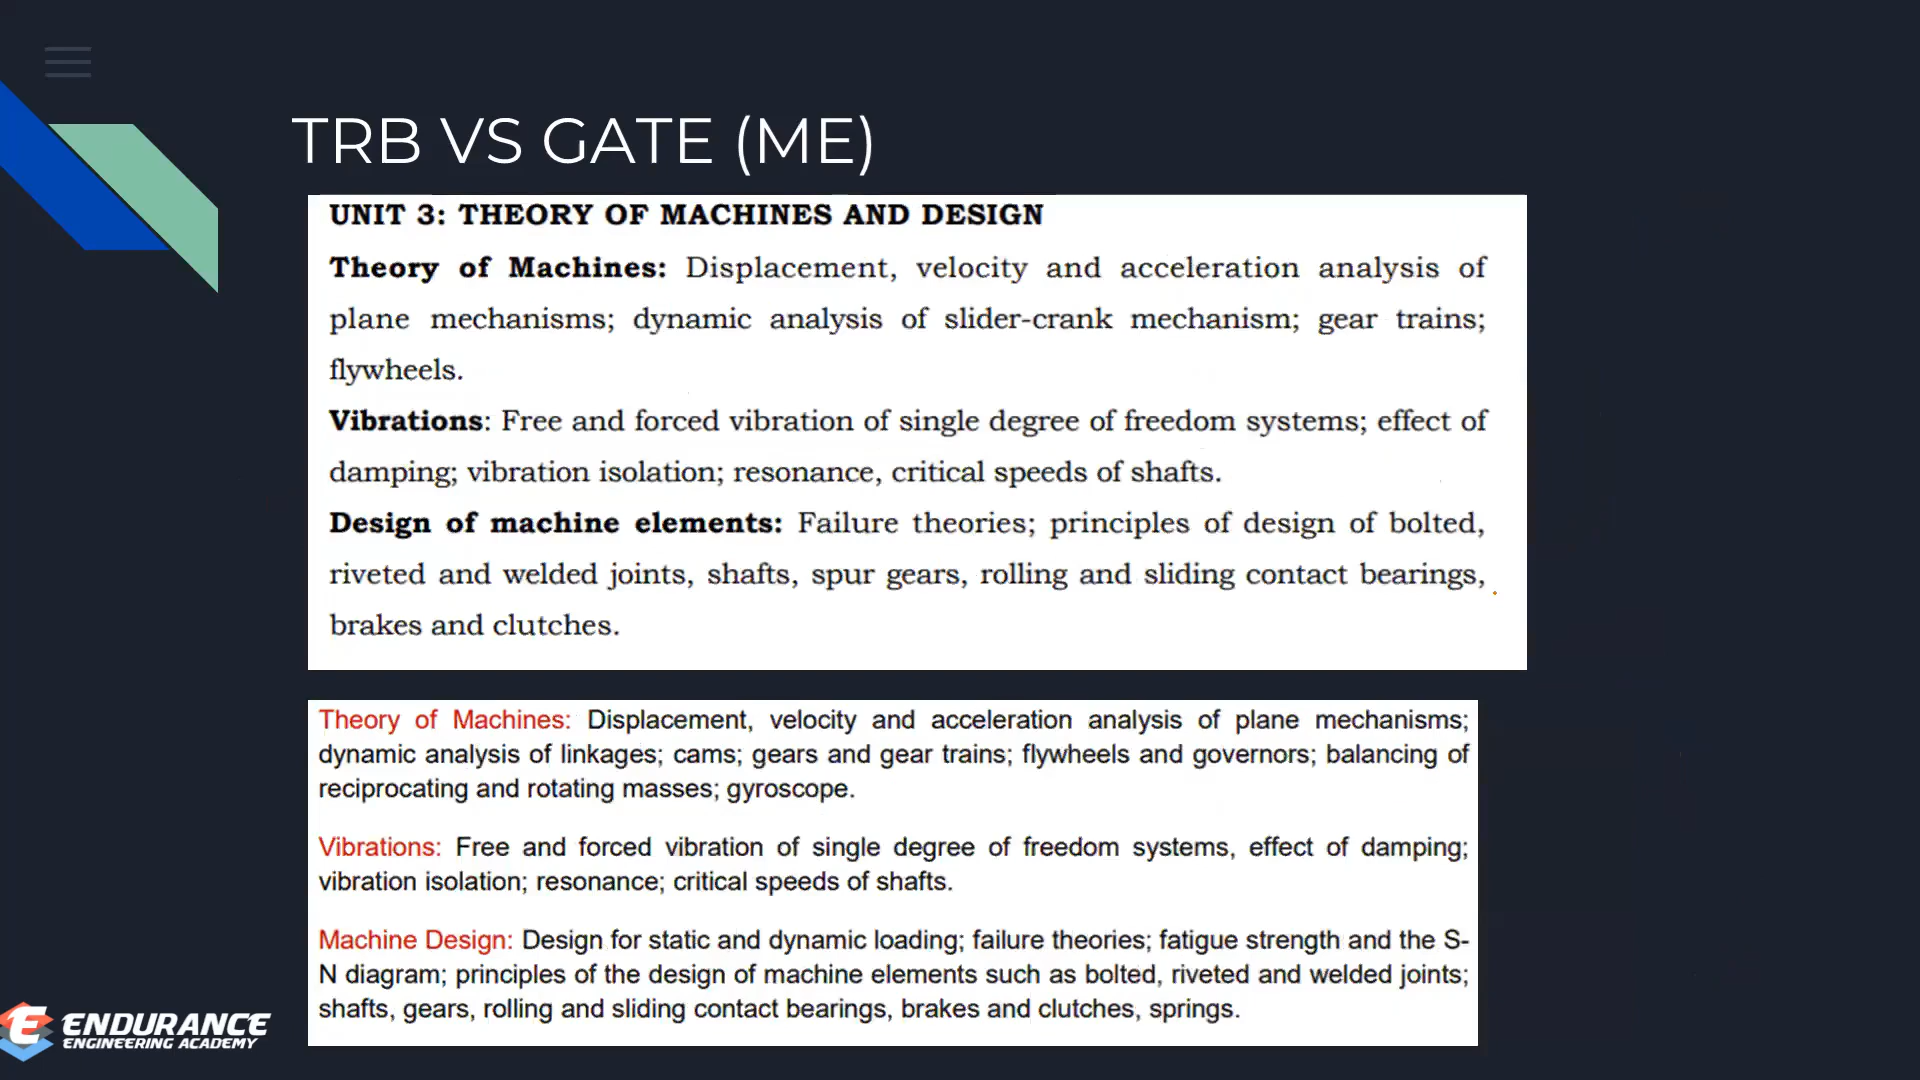 TRB VS GATE (ME)
UNIT 3: THEORY OF MACHINES AND DESIGN
Theory of Machines: Displacement, velocity and acceleration analysis of
plane mechanisms; dynamic analysis of slider-crank mechanism; gear trains;
flywheels.
Vibrations: Free and forced vibration of single degree of freedom systems; effect of
damping; vibration isolation; resonance, critical speeds of shafts.
Design of machine elements: Failure theories; principles of design of bolted,
riveted and welded joints, shafts, spur gears, rolling and sliding contact bearings,
brakes and clutches.
Theory of Machines: Displacement, velocity and acceleration analysis of plane mechanisms;
dynamic analysis of linkages; cams; gears and gear trains; flywheels and governors; balancing of
reciprocating and rotating masses; gyroscope.
Vibrations: Free and forced vibration of single degree of freedom systems, effect of damping;
vibration isolation; resonance; critical speeds of shafts.
Machine Design: Design for static and dynamic loading; failure theories; fatigue strength and the S-
N diagram; principles of the design of machine elements such as bolted, riveted and welded joints;
shafts, gears, rolling and sliding contact bearings, brakes and clutches, springs.
ENDURANCE
ENGINEERING ACADEMY